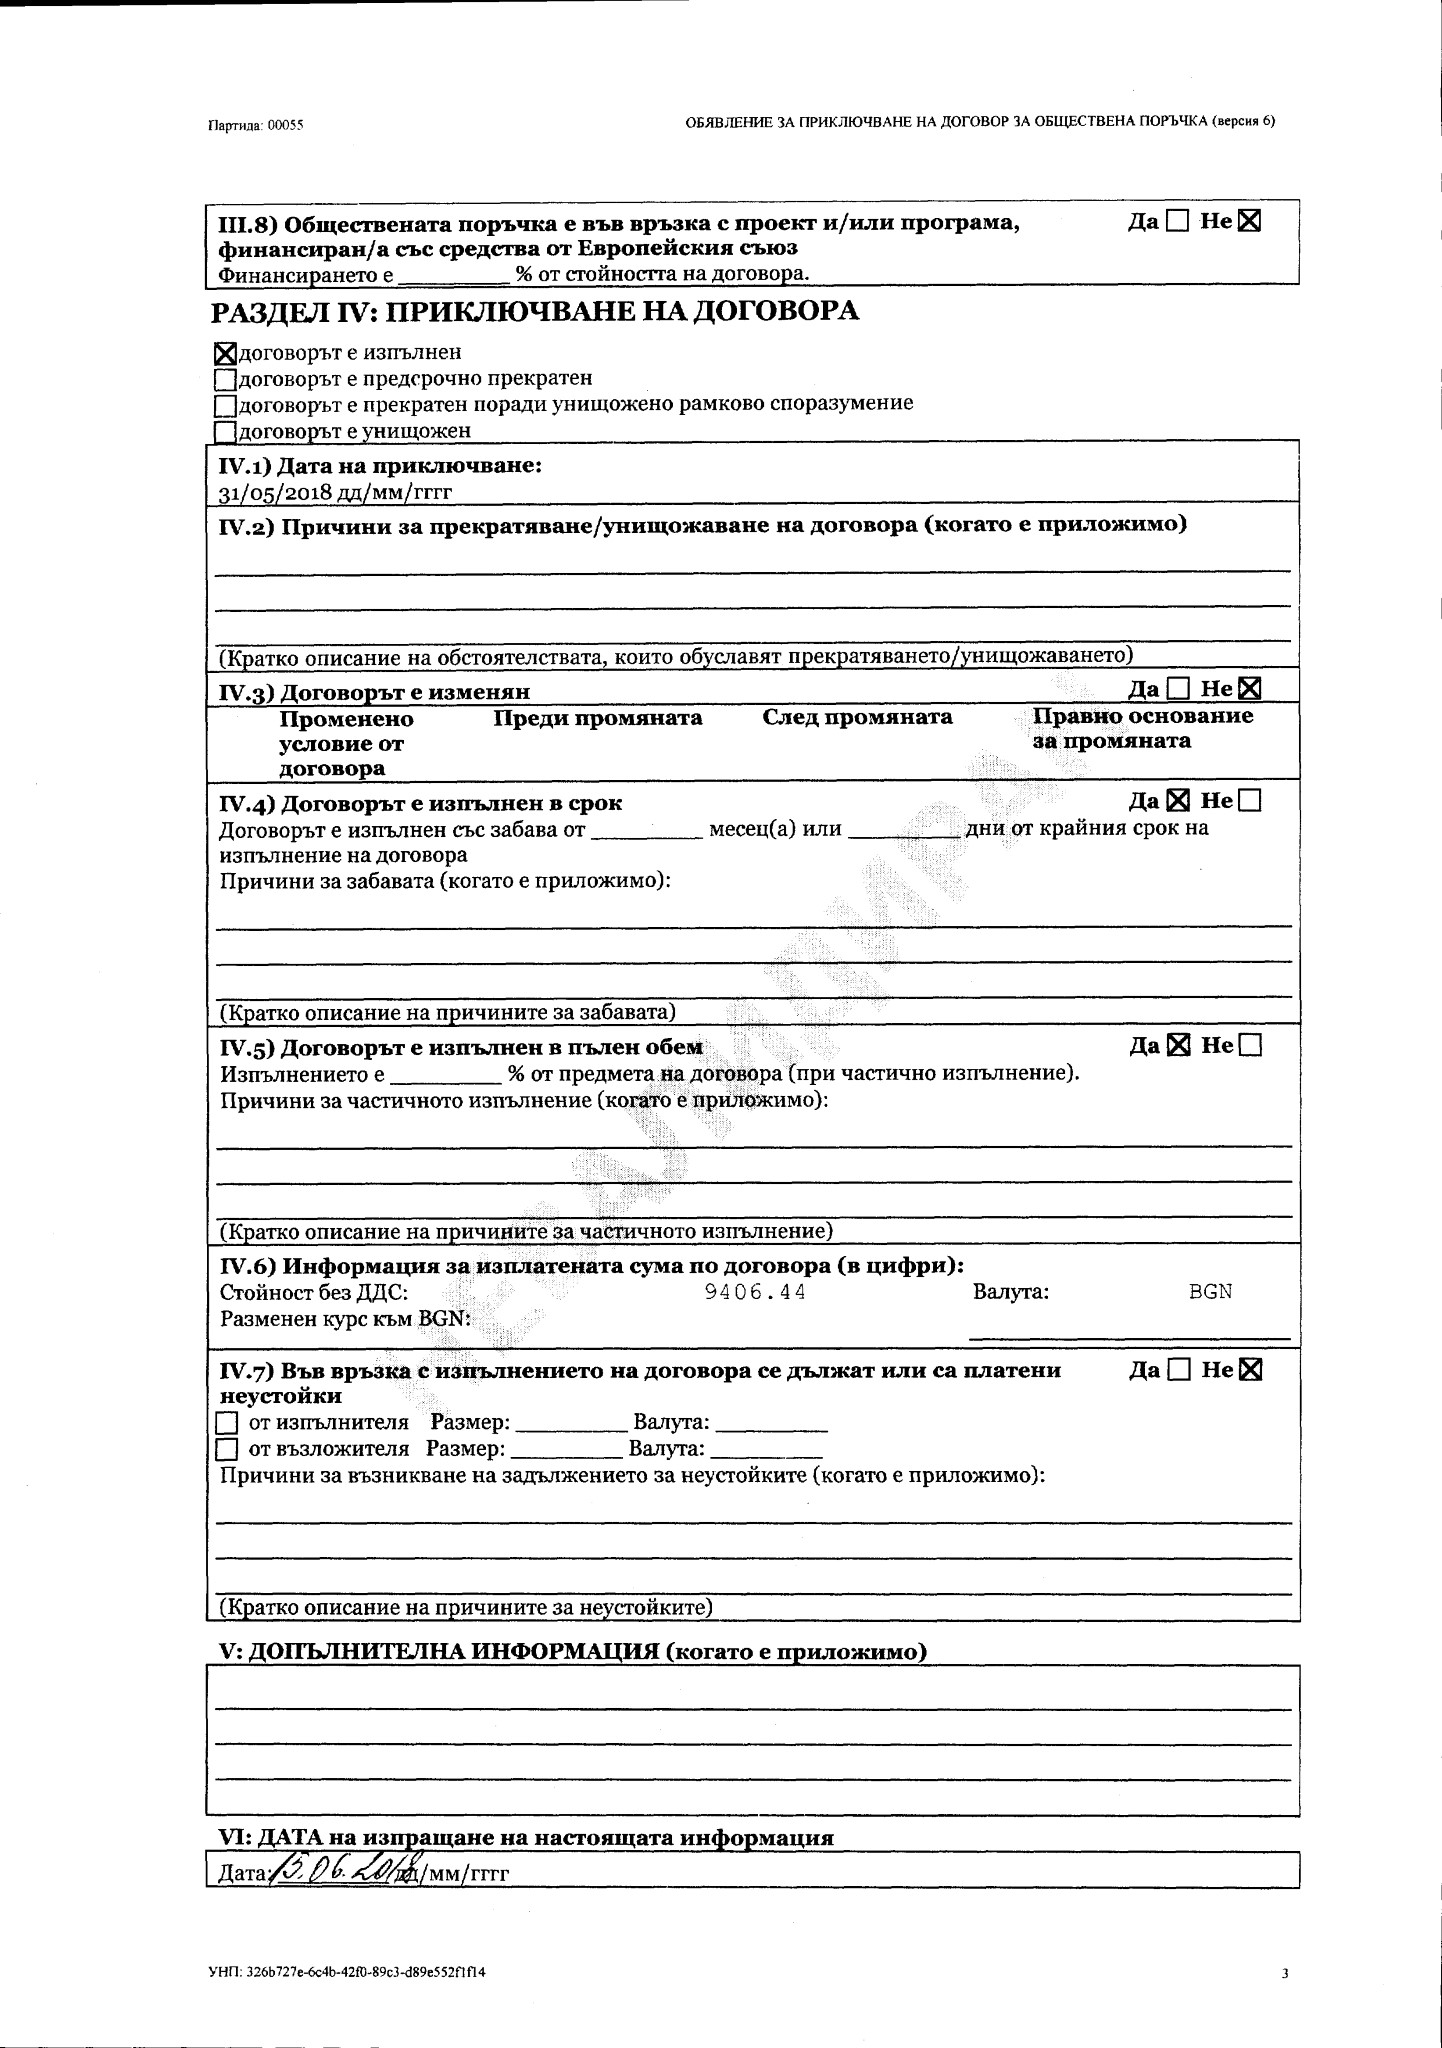 Партида: 00055
ОБЯВЛЕНИЕ ЗА ПРИКЛЮЧВАНЕ НА ДОГОВОР ЗА ОБЩЕСТВЕНА ПОРЪЧКА (версия 6)
III.8) Обществената поръчка е във връзка с проект и/или програма, Да ☐ Не ☒
финансиран/а със средства от Европейския съюз
Финансирането е __________ % от стойността на договора.
РАЗДЕЛ IV: ПРИКЛЮЧВАНЕ НА ДОГОВОРА
☒ договорът е изпълнен
☐ договорът е предсрочно прекратен
☐ договорът е прекратен поради унищожено рамково споразумение
☐ договорът е унищожен
IV.1) Дата на приключване:
31/05/2018 дд/мм/гггг
IV.2) Причини за прекратяване/унищожаване на договора (когато е приложимо)
(Кратко описание на обстоятелствата, които обуславят прекратяването/унищожаването)
IV.3) Договорът е изменян Да ☐ Не ☒
Променено Преди промяната След промяната Правно основание
условие от за промяната
договора
IV.4) Договорът е изпълнен в срок Да ☒ Не ☐
Договорът е изпълнен със забава от __________ месец(а) или __________ дни от крайния срок на
изпълнение на договора
Причини за забавата (когато е приложимо):
(Кратко описание на причините за забавата)
IV.5) Договорът е изпълнен в пълен обем Да ☒ Не ☐
Изпълнението е __________ % от предмета на договора (при частично изпълнение).
Причини за частичното изпълнение (когато е приложимо):
(Кратко описание на причините за частичното изпълнение)
IV.6) Информация за изплатената сума по договора (в цифри):
Стойност без ДДС: 9406.44 Валута: BGN
Разменен курс към BGN:
IV.7) Във връзка с изпълнението на договора се дължат или са платени Да ☐ Не ☒
неустойки
☐ от изпълнителя Размер: __________ Валута: __________
☐ от възложителя Размер: __________ Валута: __________
Причини за възникване на задължението за неустойките (когато е приложимо):
(Кратко описание на причините за неустойките)
V: ДОПЪЛНИТЕЛНА ИНФОРМАЦИЯ (когато е приложимо)
VI: ДАТА на изпращане на настоящата информация
Дата: 15.06.2018 дд/мм/гггг
УНП: 326b727e-6c4b-42f0-89c3-d89e552f1f14
3